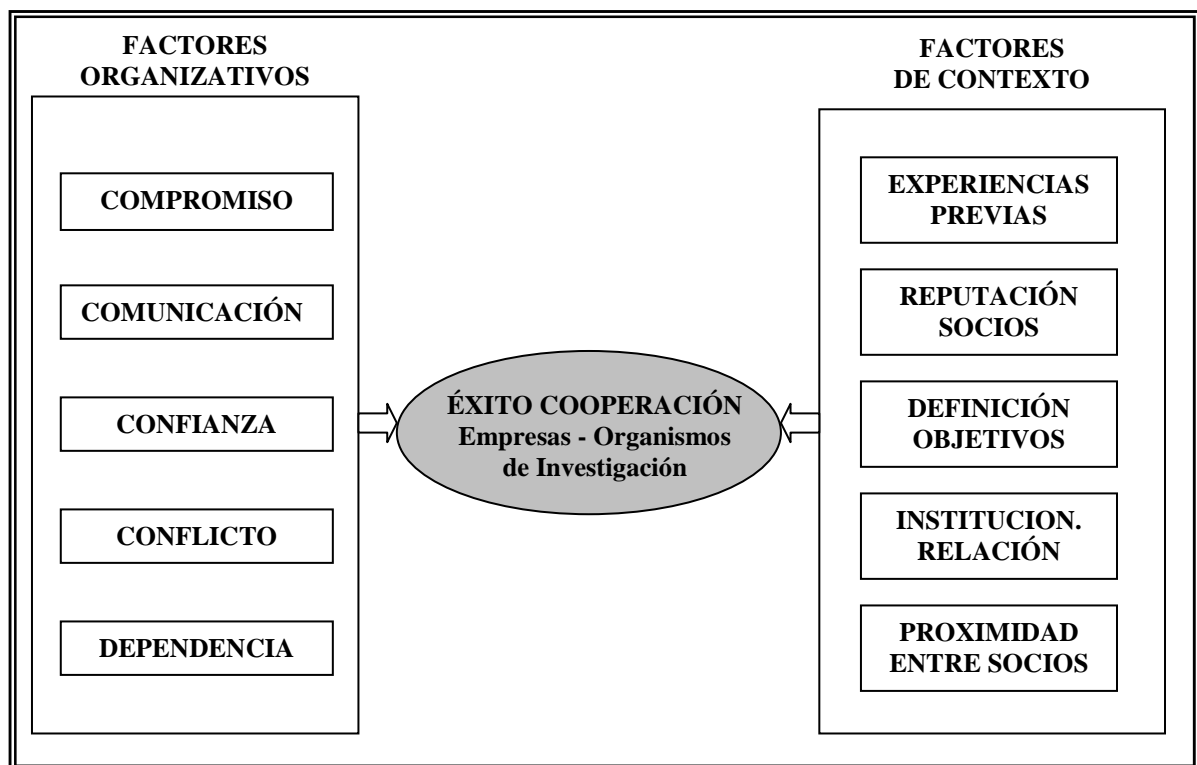 FACTORES
ORGANIZATIVOS
COMPROMISO
COMUNICACIÓN
CONFIANZA
CONFLICTO
DEPENDENCIA
ÉXITO COOPERACIÓN
Empresas - Organismos
de Investigación
FACTORES
DE CONTEXTO
EXPERIENCIAS
PREVIAS
REPUTACIÓN
SOCIOS
DEFINICIÓN
OBJETIVOS
INSTITUCION.
RELACIÓN
PROXIMIDAD
ENTRE SOCIOS